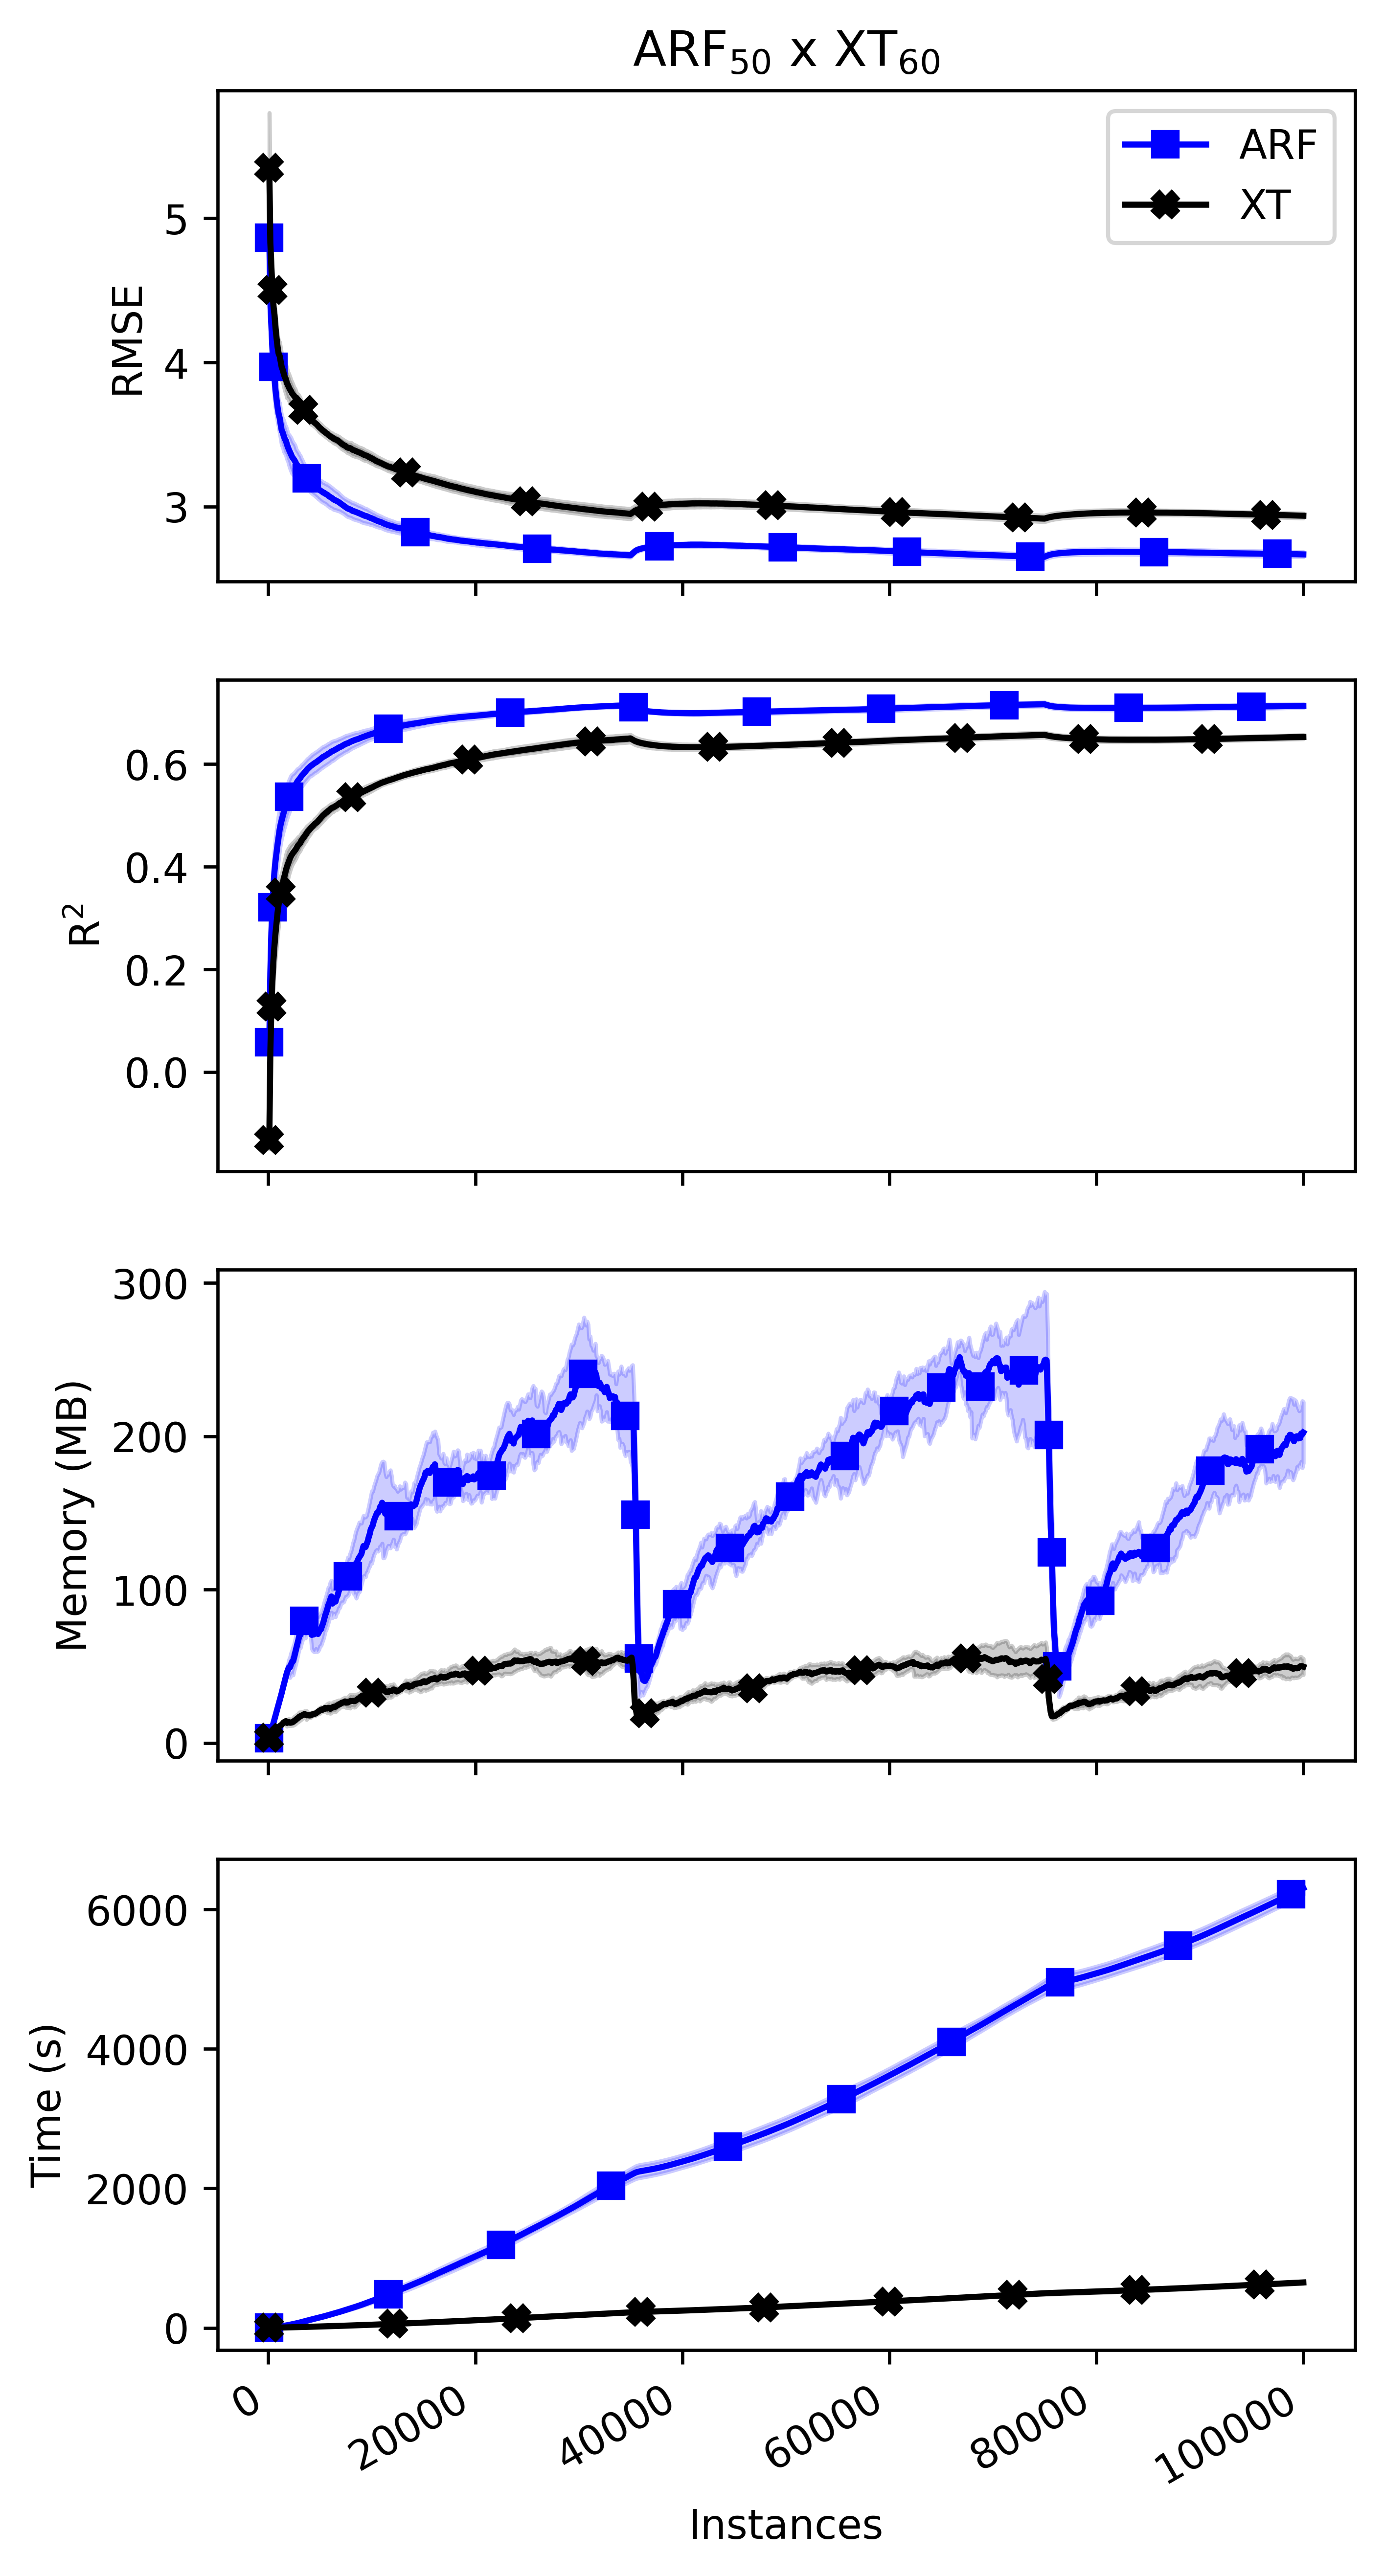 ARF₅₀ x XT₆₀
ARF
XT
RMSE
5
4
3
R²
0.6
0.4
0.2
0.0
Memory (MB)
300
200
100
0
Time (s)
6000
4000
2000
0
0
20000
40000
60000
80000
100000
Instances